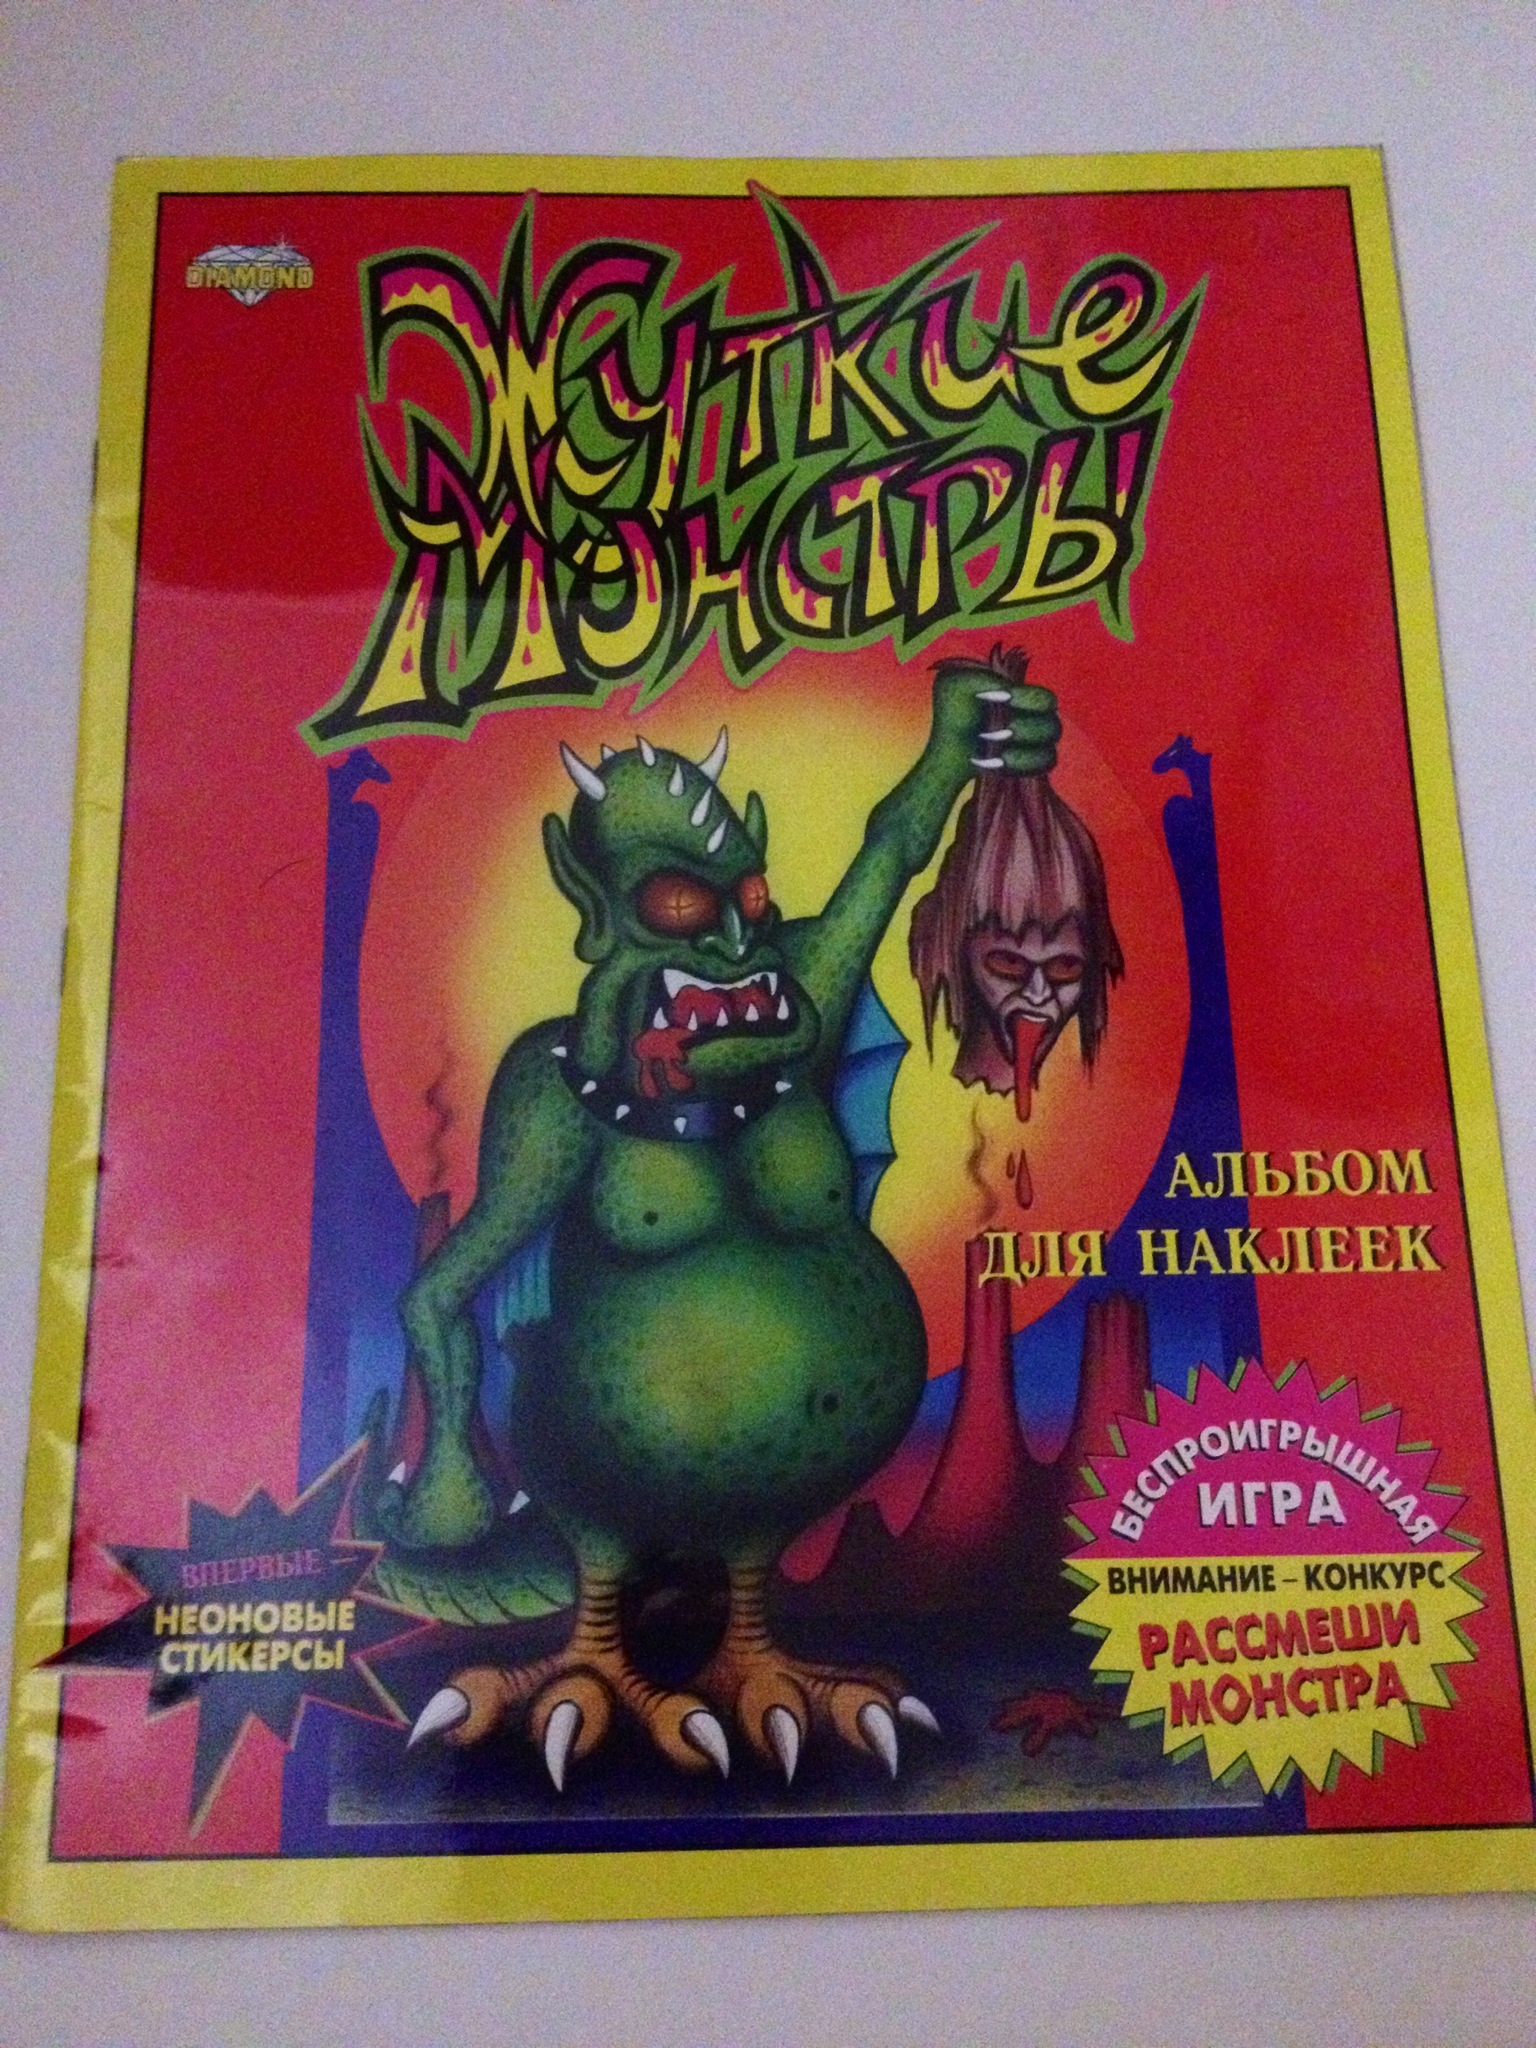 DIAMOND
Жуткие
Монстры
АЛЬБОМ
ДЛЯ НАКЛЕЕК
БЕСПРОИГРЫШНАЯ
ИГРА
ВНИМАНИЕ – КОНКУРС
РАССМЕШИ
МОНСТРА
ВПЕРВЫЕ –
НЕОНОВЫЕ
СТИКЕРСЫ